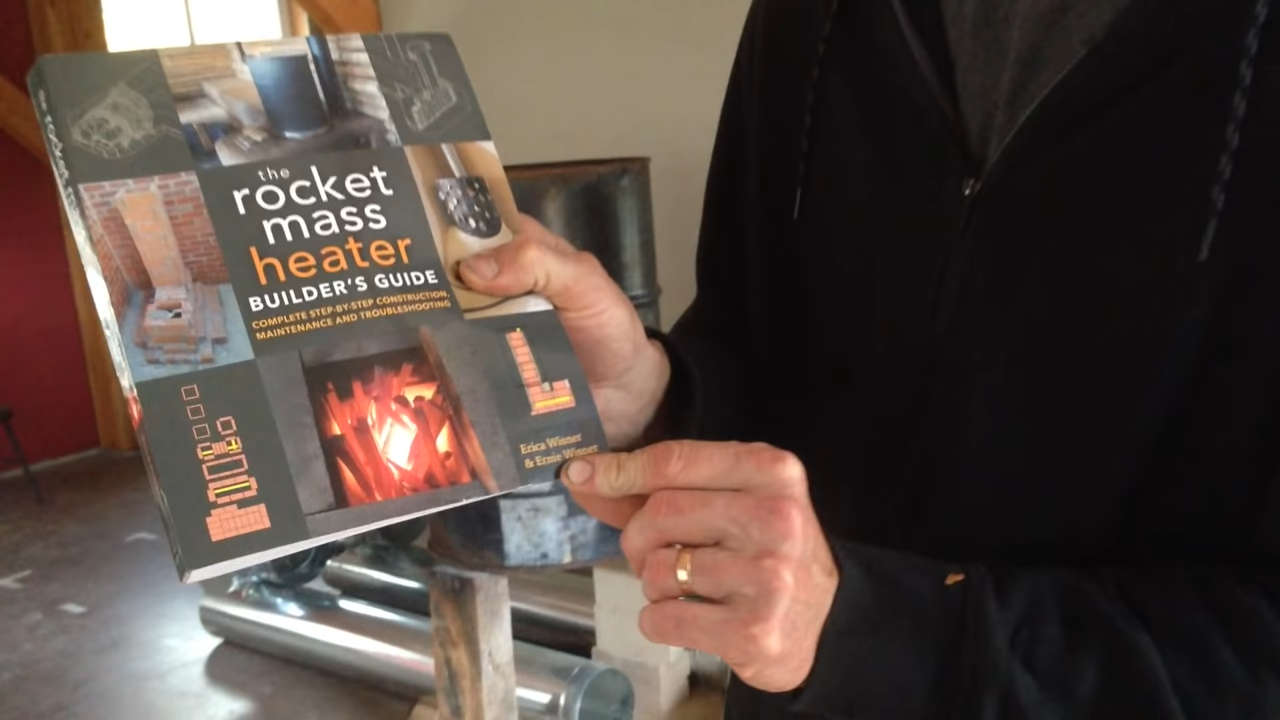 the
rocket
mass
heater
BUILDER'S GUIDE
COMPLETE STEP-BY-STEP CONSTRUCTION,
MAINTENANCE AND TROUBLESHOOTING
Erica Wisner
& Ernie Wisner